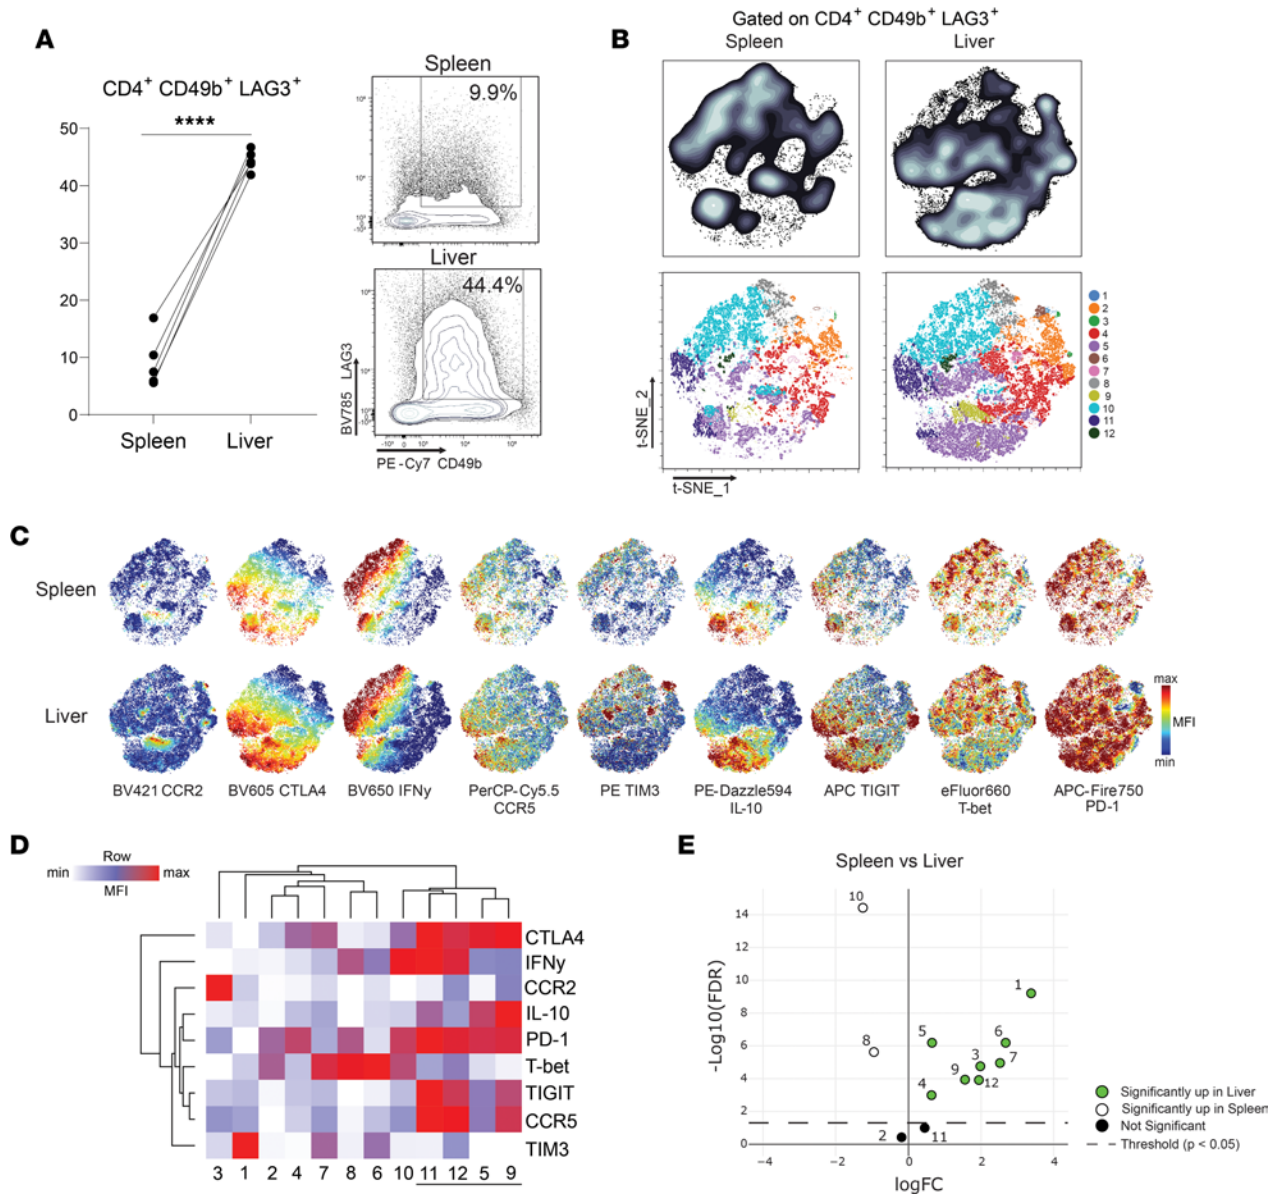 A
CD4+ CD49b+ LAG3+
****
50
40
30
20
10
0
Spleen
Liver
Spleen
9.9%
Liver
44.4%
BV785 LAG3
PE-Cy7 CD49b
B
Gated on CD4+ CD49b+ LAG3+
Spleen
Liver
t-SNE_2
t-SNE_1
1
2
3
4
5
6
7
8
9
10
11
12
C
Spleen
Liver
max
MFI
min
BV421 CCR2
BV605 CTLA4
BV650 IFNy
PerCP-Cy5.5
CCR5
PE TIM3
PE-Dazzle594
IL-10
APC TIGIT
eFluor660
T-bet
APC-Fire750
PD-1
D
Row
min
max
MFI
CTLA4
IFNy
CCR2
IL-10
PD-1
T-bet
TIGIT
CCR5
TIM3
3 1 2 4 7 8 6 10 11 12 5 9
E
Spleen vs Liver
-Log10(FDR)
14
12
10
8
6
4
2
0
10
1
8
5
6
3
7
9
12
4
2
11
−4 −2 0 2 4
logFC
Significantly up in Liver
Significantly up in Spleen
Not Significant
Threshold (p < 0.05)